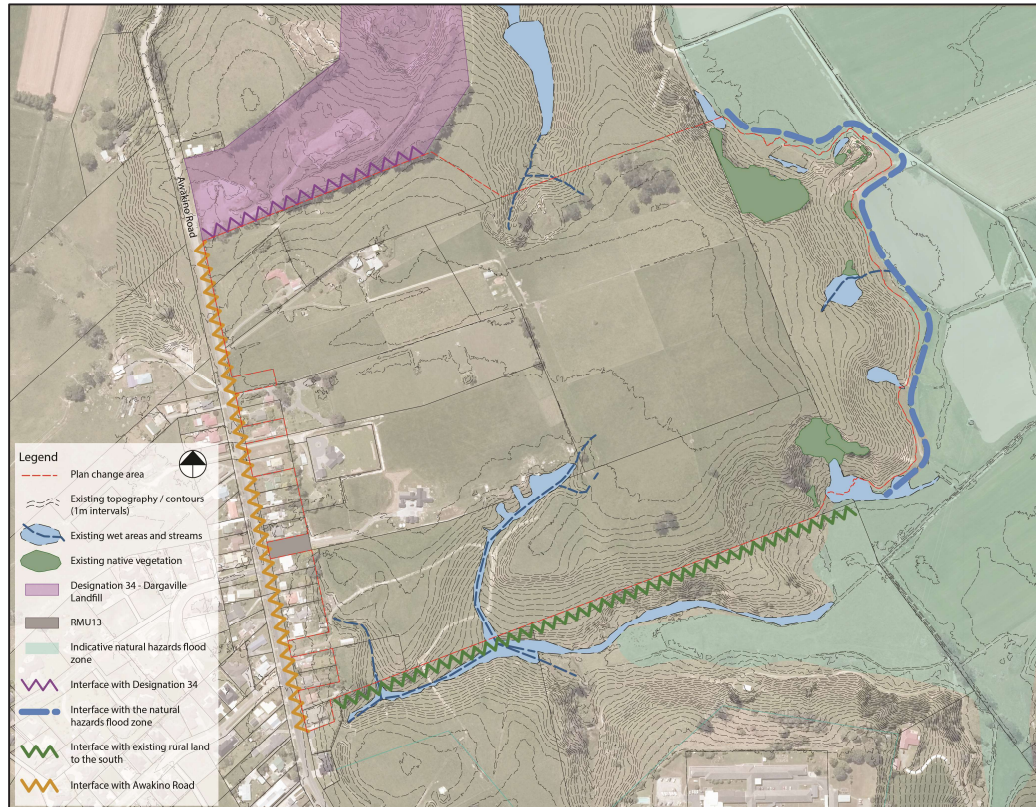 Awakino Road
Legend
Plan change area
Existing topography / contours
(1m intervals)
Existing wet areas and streams
Existing native vegetation
Designation 34 - Dargaville
Landfill
RMU13
Indicative natural hazards flood
zone
Interface with Designation 34
Interface with the natural
hazards flood zone
Interface with existing rural land
to the south
Interface with Awakino Road